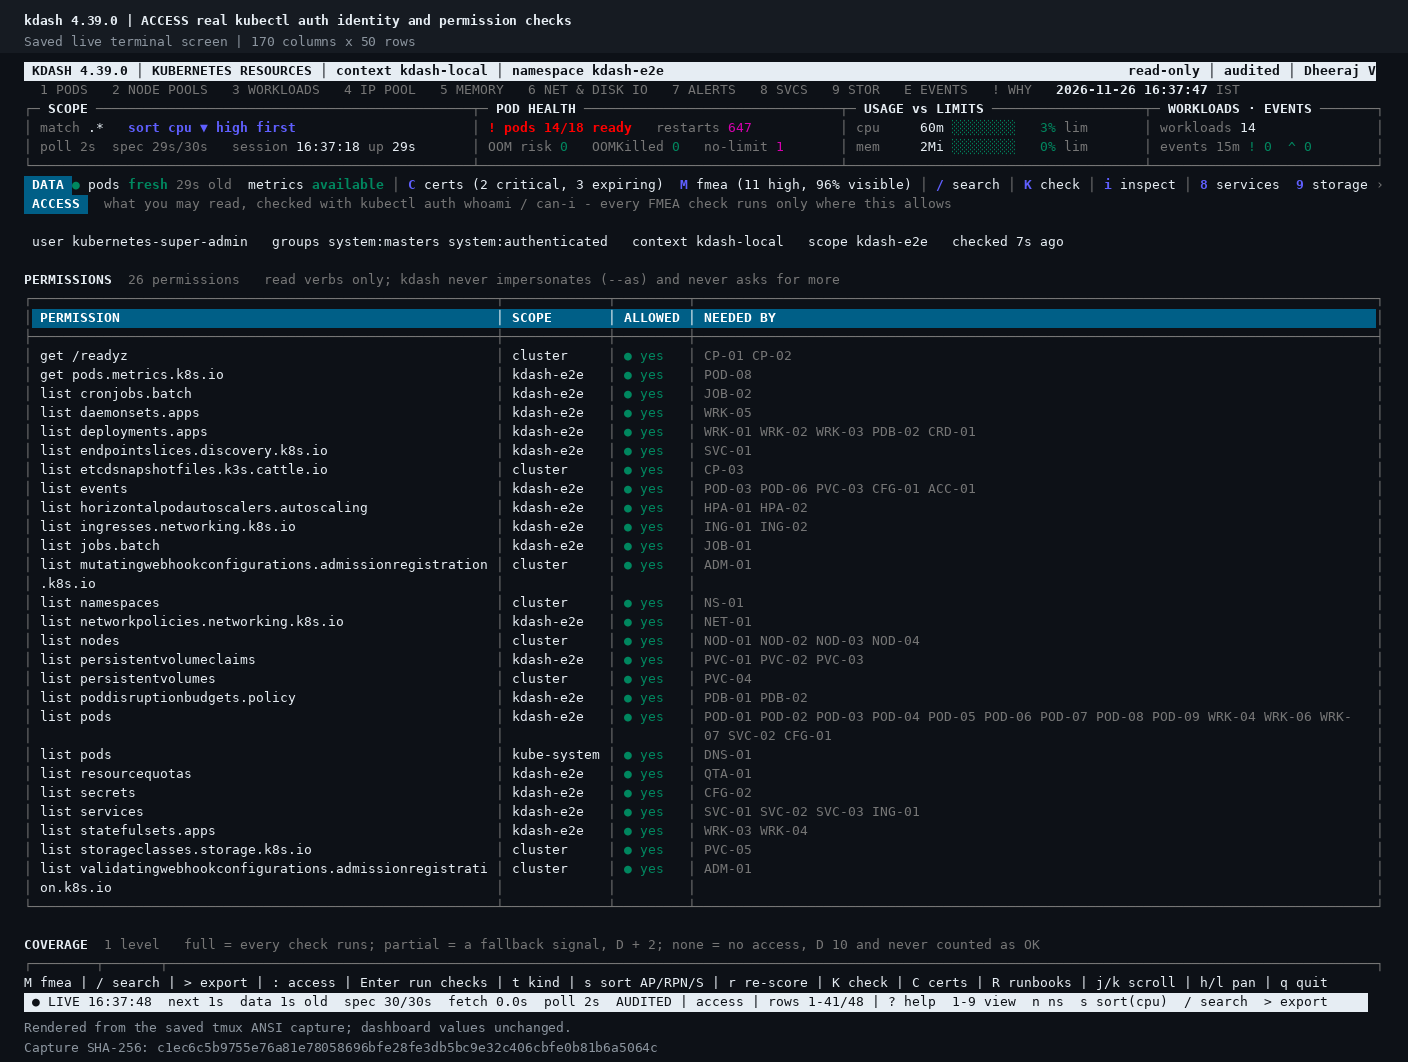 kdash 4.39.0 | ACCESS real kubectl auth identity and permission checks
Saved live terminal screen | 170 columns x 50 rows
KDASH 4.39.0 │ KUBERNETES RESOURCES │ context kdash-local │ namespace kdash-e2e read-only │ audited │ Dheeraj V
1 PODS 2 NODE POOLS 3 WORKLOADS 4 IP POOL 5 MEMORY 6 NET & DISK IO 7 ALERTS 8 SVCS 9 STOR E EVENTS ! WHY 2026-11-26 16:37:47 IST
SCOPE POD HEALTH USAGE vs LIMITS WORKLOADS · EVENTS
match .* sort cpu ▼ high first │ ! pods 14/18 ready restarts 647 │ cpu 60m ░░░░░░░░ 3% lim │ workloads 14
poll 2s spec 29s/30s session 16:37:18 up 29s │ OOM risk 0 OOMKilled 0 no-limit 1 │ mem 2Mi ░░░░░░░░ 0% lim │ events 15m ! 0 ^ 0
DATA ● pods fresh 29s old metrics available │ C certs (2 critical, 3 expiring) M fmea (11 high, 96% visible) │ / search │ K check │ i inspect │ 8 services 9 storage ›
ACCESS what you may read, checked with kubectl auth whoami / can-i - every FMEA check runs only where this allows
user kubernetes-super-admin groups system:masters system:authenticated context kdash-local scope kdash-e2e checked 7s ago
PERMISSIONS 26 permissions read verbs only; kdash never impersonates (--as) and never asks for more
PERMISSION │ SCOPE │ ALLOWED │ NEEDED BY
get /readyz │ cluster │ ● yes │ CP-01 CP-02
get pods.metrics.k8s.io │ kdash-e2e │ ● yes │ POD-08
list cronjobs.batch │ kdash-e2e │ ● yes │ JOB-02
list daemonsets.apps │ kdash-e2e │ ● yes │ WRK-05
list deployments.apps │ kdash-e2e │ ● yes │ WRK-01 WRK-02 WRK-03 PDB-02 CRD-01
list endpointslices.discovery.k8s.io │ kdash-e2e │ ● yes │ SVC-01
list etcdsnapshotfiles.k3s.cattle.io │ cluster │ ● yes │ CP-03
list events │ kdash-e2e │ ● yes │ POD-03 POD-06 PVC-03 CFG-01 ACC-01
list horizontalpodautoscalers.autoscaling │ kdash-e2e │ ● yes │ HPA-01 HPA-02
list ingresses.networking.k8s.io │ kdash-e2e │ ● yes │ ING-01 ING-02
list jobs.batch │ kdash-e2e │ ● yes │ JOB-01
list mutatingwebhookconfigurations.admissionregistration │ cluster │ ● yes │ ADM-01
.k8s.io
list namespaces │ cluster │ ● yes │ NS-01
list networkpolicies.networking.k8s.io │ kdash-e2e │ ● yes │ NET-01
list nodes │ cluster │ ● yes │ NOD-01 NOD-02 NOD-03 NOD-04
list persistentvolumeclaims │ kdash-e2e │ ● yes │ PVC-01 PVC-02 PVC-03
list persistentvolumes │ cluster │ ● yes │ PVC-04
list poddisruptionbudgets.policy │ kdash-e2e │ ● yes │ PDB-01 PDB-02
list pods │ kdash-e2e │ ● yes │ POD-01 POD-02 POD-03 POD-04 POD-05 POD-06 POD-07 POD-08 POD-09 WRK-04 WRK-06 WRK-
07 SVC-02 CFG-01
list pods │ kube-system │ ● yes │ DNS-01
list resourcequotas │ kdash-e2e │ ● yes │ QTA-01
list secrets │ kdash-e2e │ ● yes │ CFG-02
list services │ kdash-e2e │ ● yes │ SVC-01 SVC-02 SVC-03 ING-01
list statefulsets.apps │ kdash-e2e │ ● yes │ WRK-03 WRK-04
list storageclasses.storage.k8s.io │ cluster │ ● yes │ PVC-05
list validatingwebhookconfigurations.admissionregistrati │ cluster │ ● yes │ ADM-01
on.k8s.io
COVERAGE 1 level full = every check runs; partial = a fallback signal, D + 2; none = no access, D 10 and never counted as OK
M fmea | / search | > export | : access | Enter run checks | t kind | s sort AP/RPN/S | r re-score | K check | C certs | R runbooks | j/k scroll | h/l pan | q quit
● LIVE 16:37:48 next 1s data 1s old spec 30/30s fetch 0.0s poll 2s AUDITED | access | rows 1-41/48 | ? help 1-9 view n ns s sort(cpu) / search > export
Rendered from the saved tmux ANSI capture; dashboard values unchanged.
Capture SHA-256: c1ec6c5b9755e76a81e78058696bfe28fe3db5bc9e32c406cbfe0b81b6a5064c